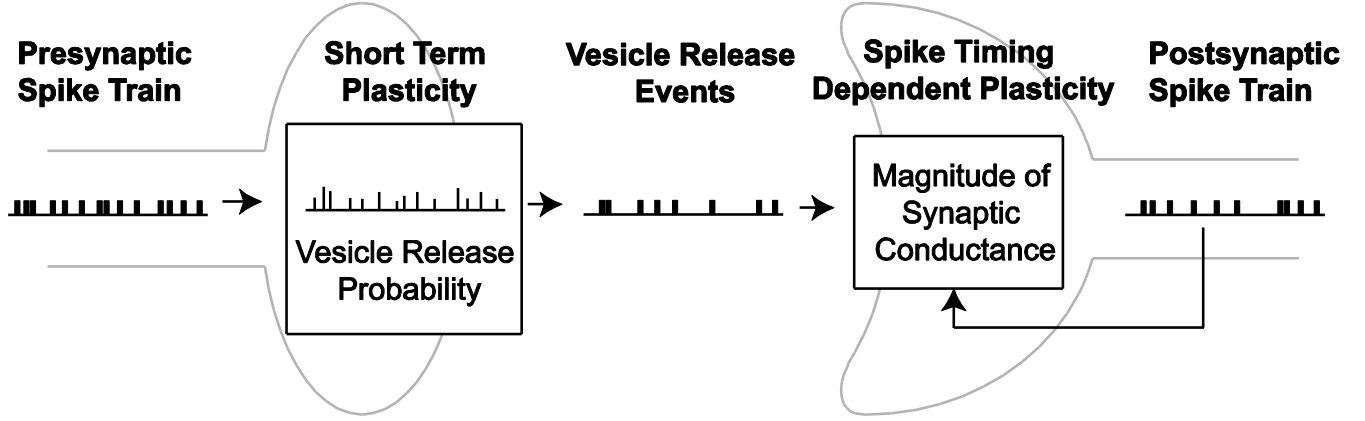 Presynaptic
Spike Train
Short Term
Plasticity
Vesicle Release
Events
Spike Timing
Dependent Plasticity
Postsynaptic
Spike Train
Vesicle Release
Probability
Magnitude of
Synaptic
Conductance